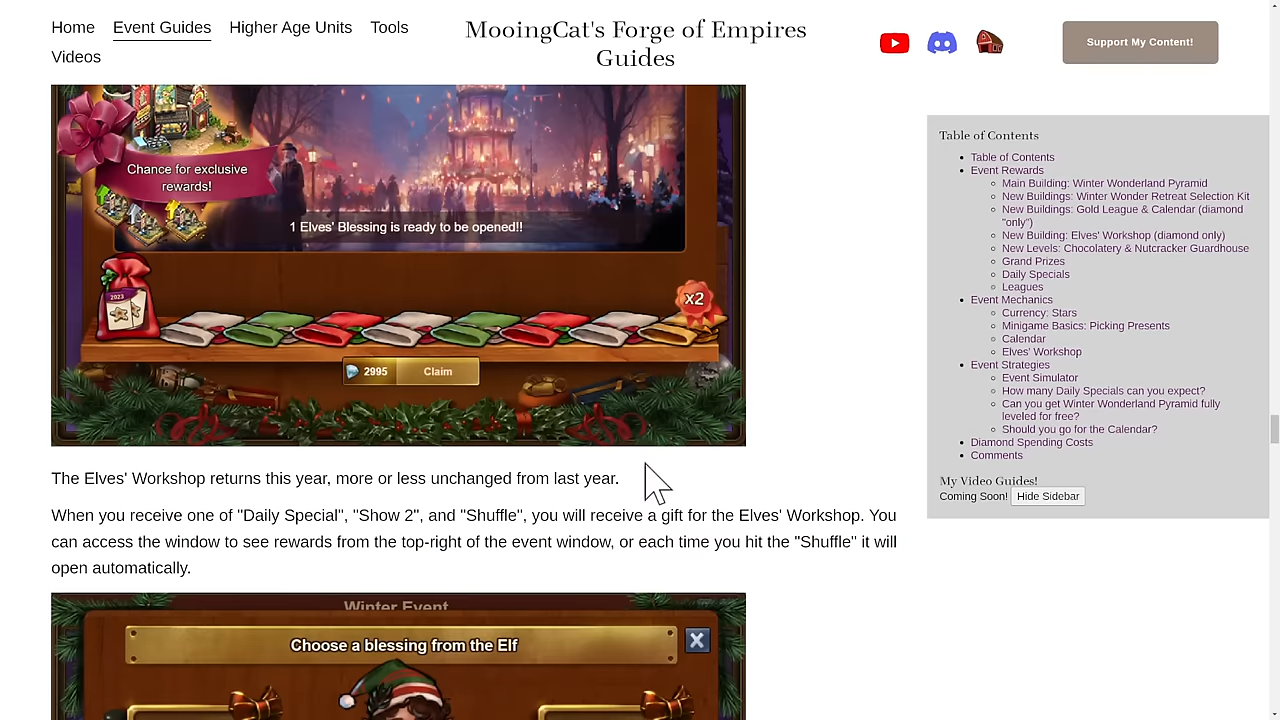 Home Event Guides Higher Age Units Tools
Videos
MooingCat's Forge of Empires
Guides
Support My Content!
Chance for exclusive
rewards!
1 Elves' Blessing is ready to be opened!!
2023
x2
2995 Claim
The Elves' Workshop returns this year, more or less unchanged from last year.
When you receive one of "Daily Special", "Show 2", and "Shuffle", you will receive a gift for the Elves' Workshop. You
can access the window to see rewards from the top-right of the event window, or each time you hit the "Shuffle" it will
open automatically.
Winter Event
Choose a blessing from the Elf
Table of Contents
Table of Contents
Event Rewards
Main Building: Winter Wonderland Pyramid
New Buildings: Winter Wonder Retreat Selection Kit
New Buildings: Gold League & Calendar (diamond
"only")
New Building: Elves' Workshop (diamond only)
New Levels: Chocolatery & Nutcracker Guardhouse
Grand Prizes
Daily Specials
Leagues
Event Mechanics
Currency: Stars
Minigame Basics: Picking Presents
Calendar
Elves' Workshop
Event Strategies
Event Simulator
How many Daily Specials can you expect?
Can you get Winter Wonderland Pyramid fully
leveled for free?
Should you go for the Calendar?
Diamond Spending Costs
Comments
My Video Guides!
Coming Soon! Hide Sidebar